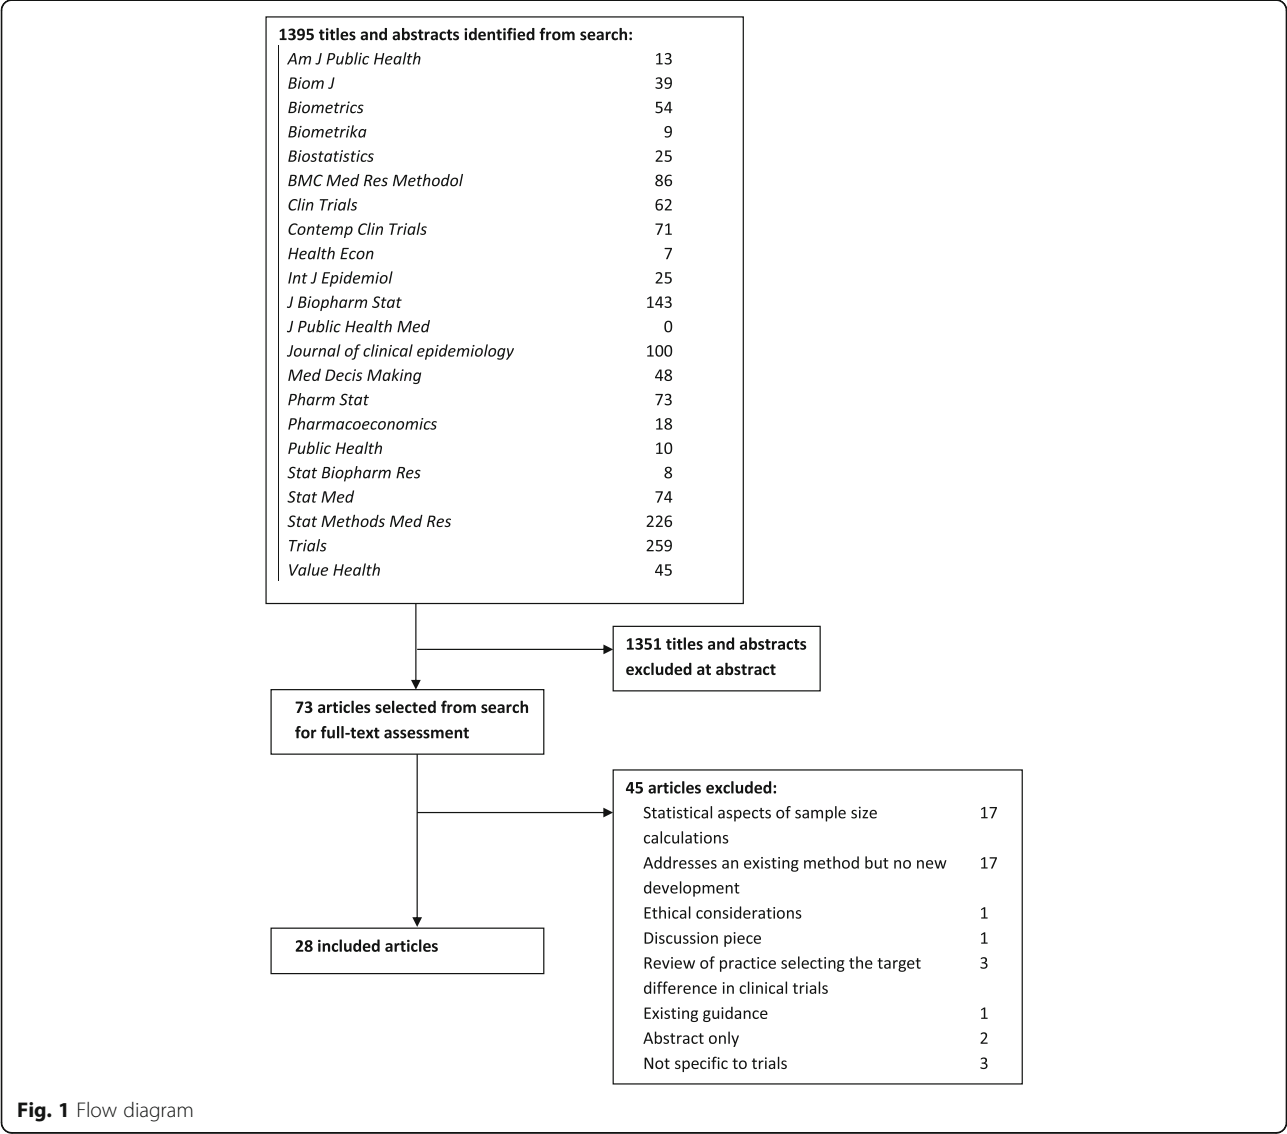 1395 titles and abstracts identified from search:
Am J Public Health 13
Biom J 39
Biometrics 54
Biometrika 9
Biostatistics 25
BMC Med Res Methodol 86
Clin Trials 62
Contemp Clin Trials 71
Health Econ 7
Int J Epidemiol 25
J Biopharm Stat 143
J Public Health Med 0
Journal of clinical epidemiology 100
Med Decis Making 48
Pharm Stat 73
Pharmacoeconomics 18
Public Health 10
Stat Biopharm Res 8
Stat Med 74
Stat Methods Med Res 226
Trials 259
Value Health 45
1351 titles and abstracts
excluded at abstract
73 articles selected from search
for full-text assessment
45 articles excluded:
Statistical aspects of sample size 17
calculations
Addresses an existing method but no new 17
development
Ethical considerations 1
Discussion piece 1
Review of practice selecting the target 3
difference in clinical trials
Existing guidance 1
Abstract only 2
Not specific to trials 3
28 included articles
Fig. 1 Flow diagram